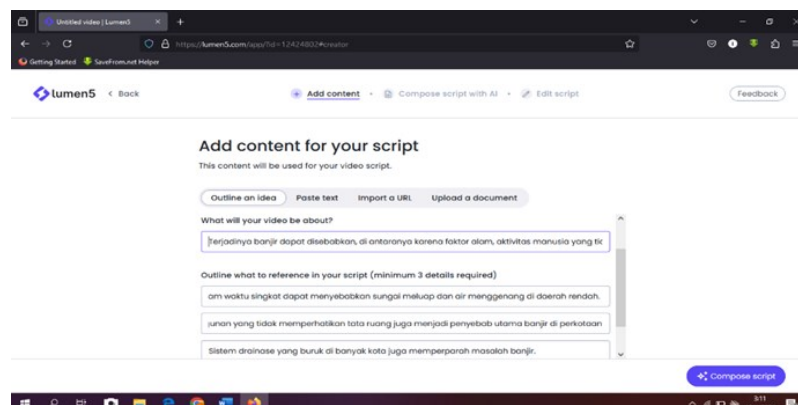 Untitled video | Lumen5
https://lumen5.com/app/?id=12424802#creator
Getting Started SaveFrom.net Helper
lumen5 < Back Add content Compose script with AI Edit script Feedback
Add content for your script
This content will be used for your video script.
Outline an idea Paste text Import a URL Upload a document
What will your video be about?
Terjadinya banjir dapat disebabkan, di antaranya karena faktor alam, aktivitas manusia yang tic
Outline what to reference in your script (minimum 3 details required)
am waktu singkat dapat menyebabkan sungai meluap dan air menggenang di daerah rendah.
unan yang tidak memperhatikan tata ruang juga menjadi penyebab utama banjir di perkotaan
Sistem drainase yang buruk di banyak kota juga memperparah masalah banjir.
Compose script
3:11